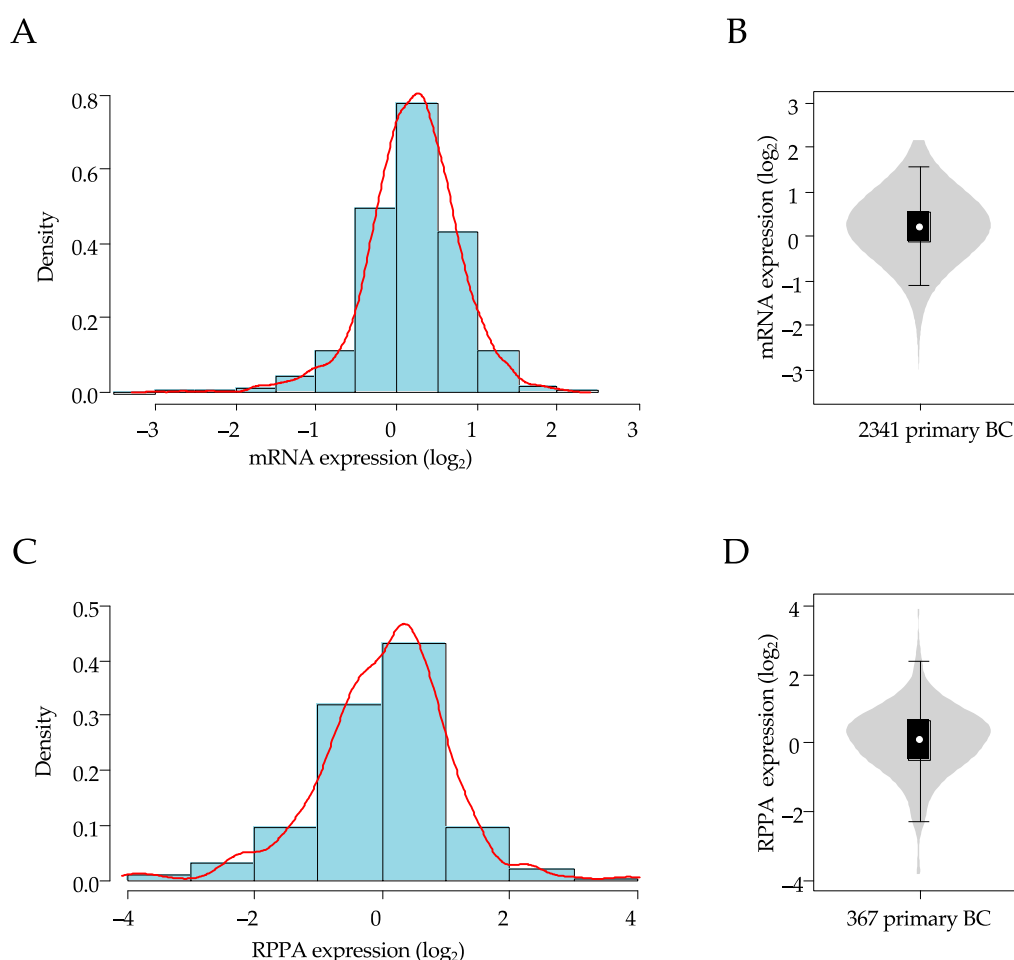 A
0.8
0.6
0.4
0.2
0.0
Density
−3
−2
−1
0
1
2
3
mRNA expression (log₂)
B
3
2
1
0
−1
−2
−3
mRNA expression (log₂)
2341 primary BC
C
0.5
0.4
0.3
0.2
0.1
0.0
Density
−4
−2
0
2
4
RPPA expression (log₂)
D
4
2
0
−2
−4
RPPA expression (log₂)
367 primary BC